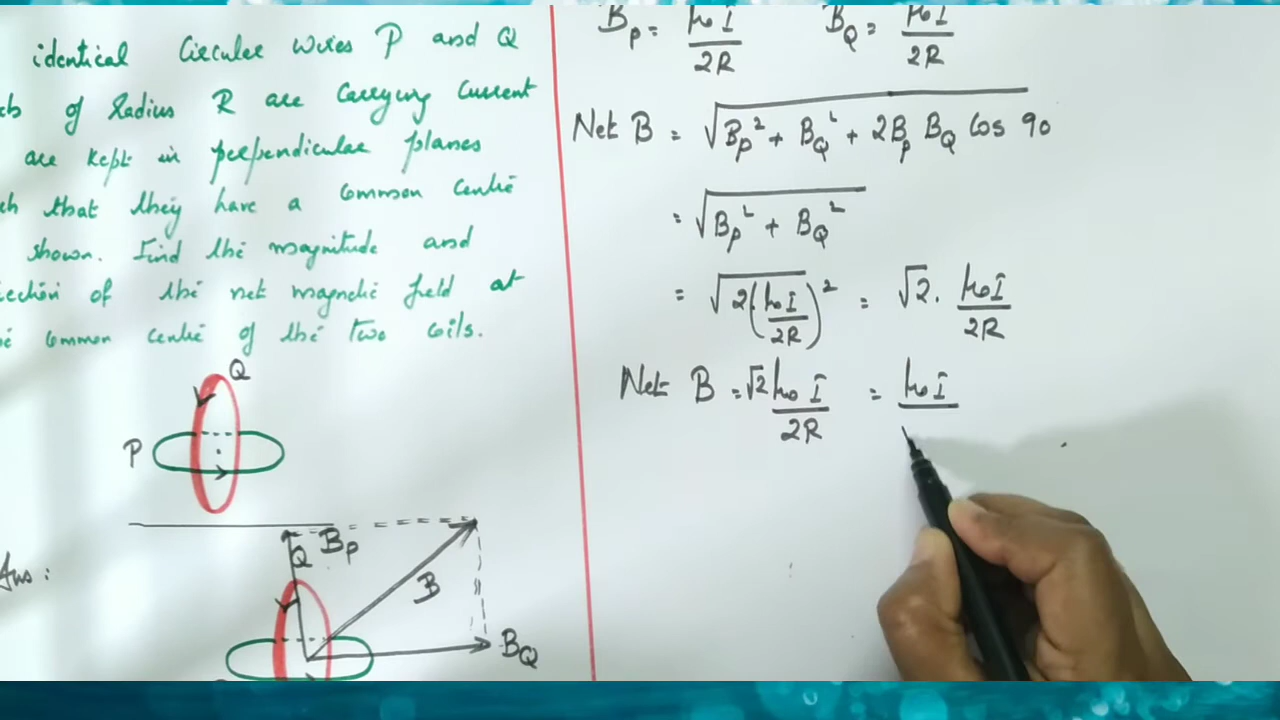 identical Circular wires P and Q
of Radius R are carrying current
are kept in perpendicular planes
that they have a common centre
shown. Find the magnitude and
of the net magnetic field at
common centre of the two coils.
Q
P
Ans:
Q
B_P
B
B_Q
B_P = μ₀I/2R B_Q = μ₀I/2R
Net B = √(B_P² + B_Q² + 2B_P B_Q Cos 90)
= √(B_P² + B_Q²)
= √(2(μ₀I/2R)²) = √2 · μ₀I/2R
Net B = √2 μ₀I/2R = μ₀I